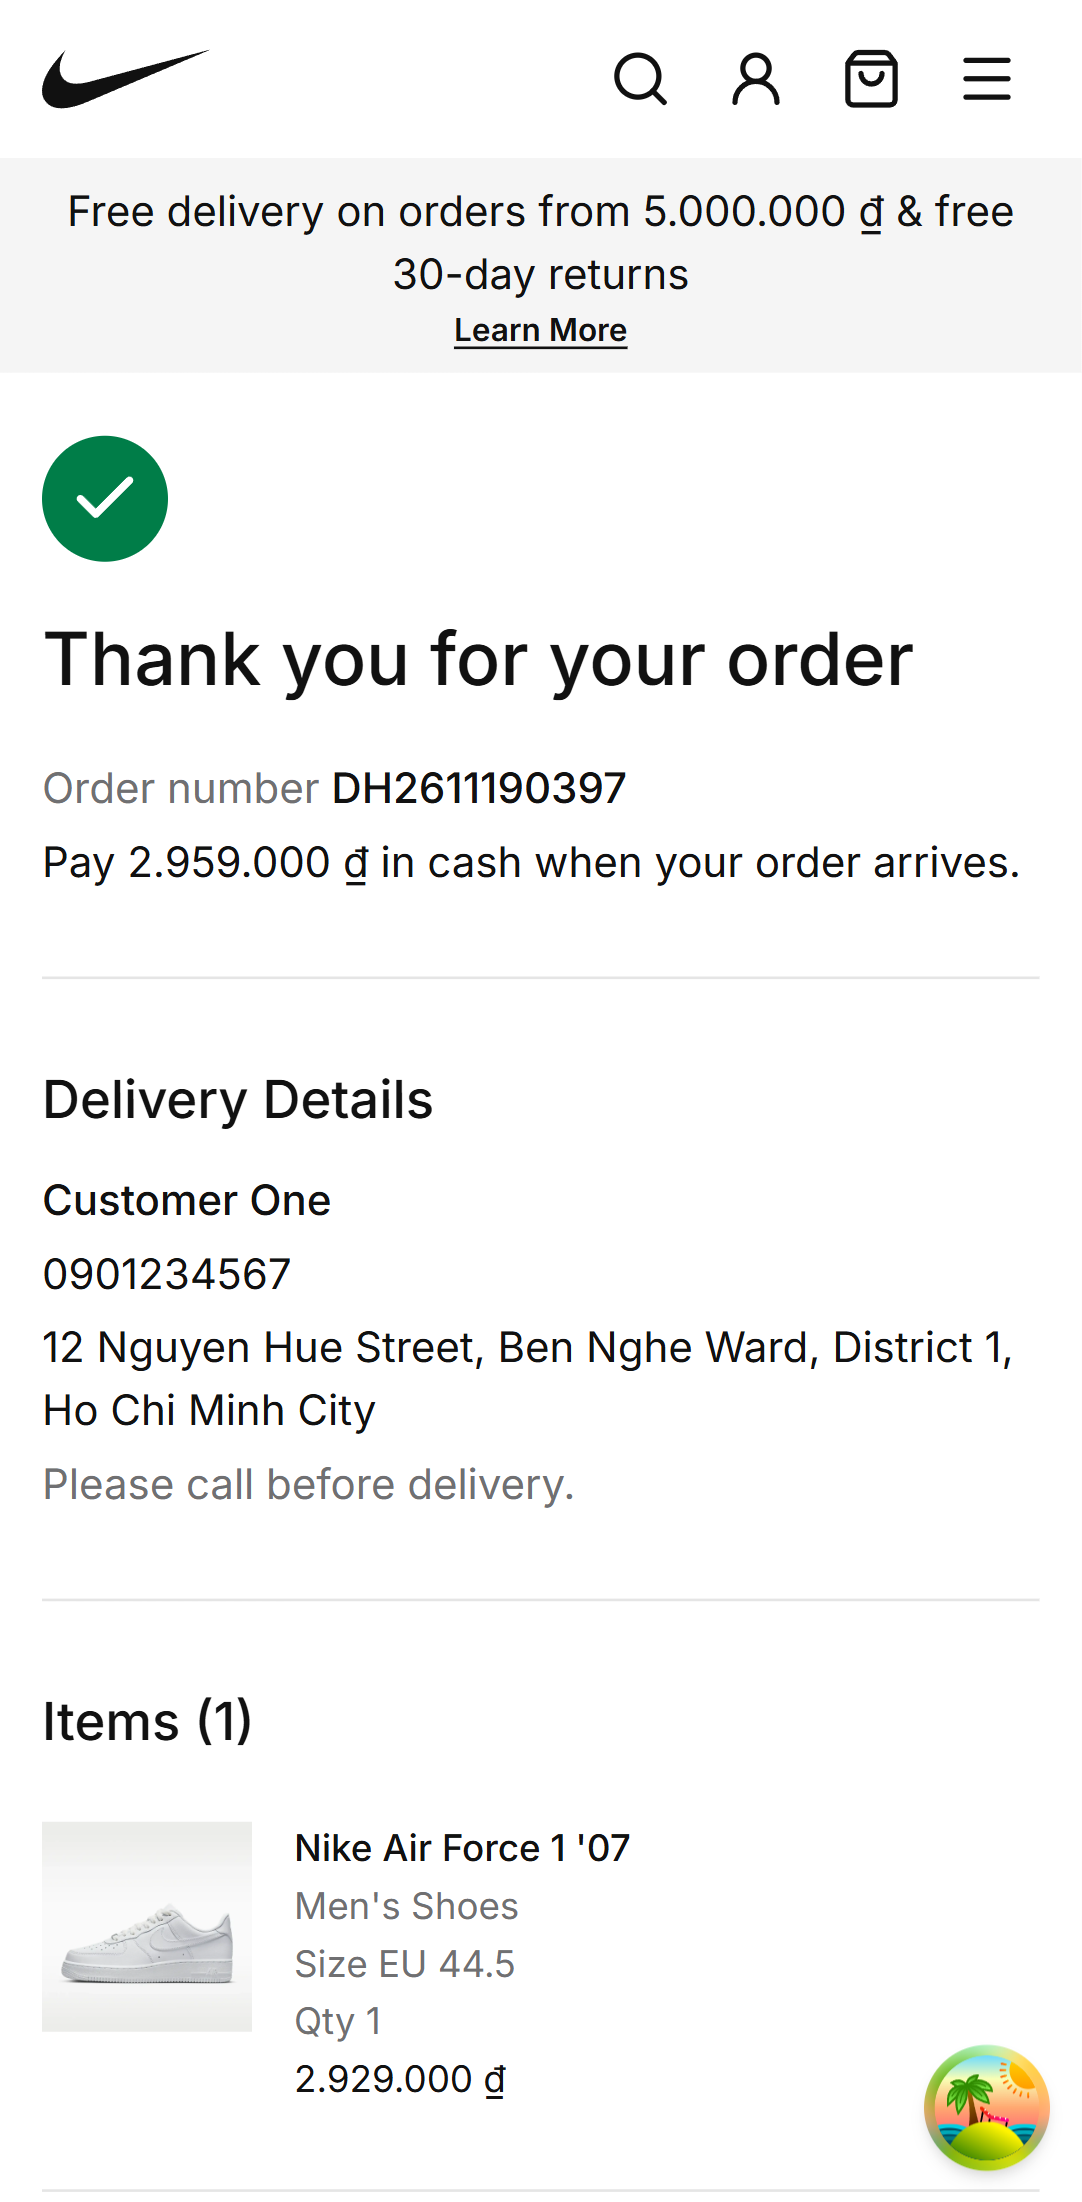 Free delivery on orders from 5.000.000 ₫ & free
30-day returns
Learn More
Thank you for your order
Order number DH2611190397
Pay 2.959.000 ₫ in cash when your order arrives.
Delivery Details
Customer One
0901234567
12 Nguyen Hue Street, Ben Nghe Ward, District 1,
Ho Chi Minh City
Please call before delivery.
Items (1)
Nike Air Force 1 '07
Men's Shoes
Size EU 44.5
Qty 1
2.929.000 ₫